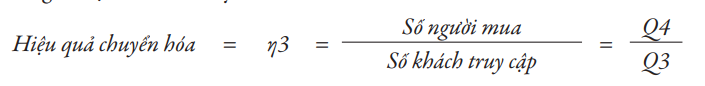 Hiệu quả chuyển hóa = η3 = Số người mua / Số khách truy cập = Q4 / Q3